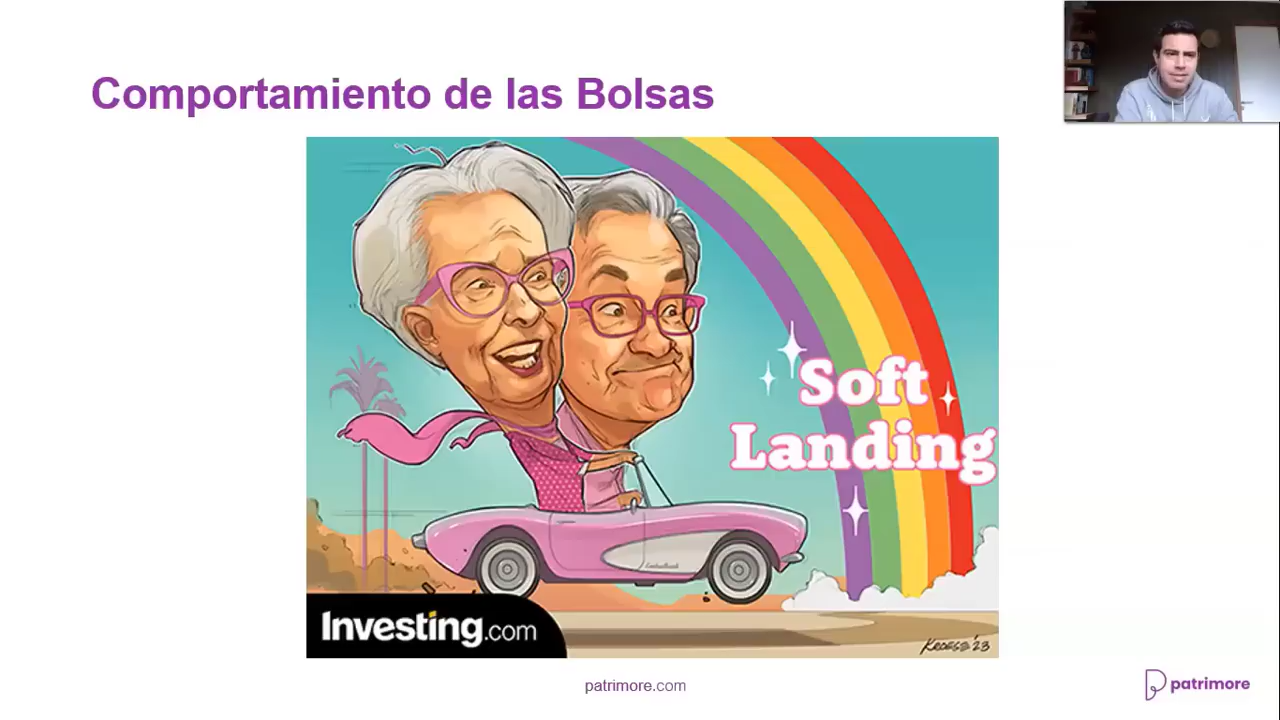 Comportamiento de las Bolsas
Soft
Landing
Investing.com
KROESE '23
patrimore.com
patrimore